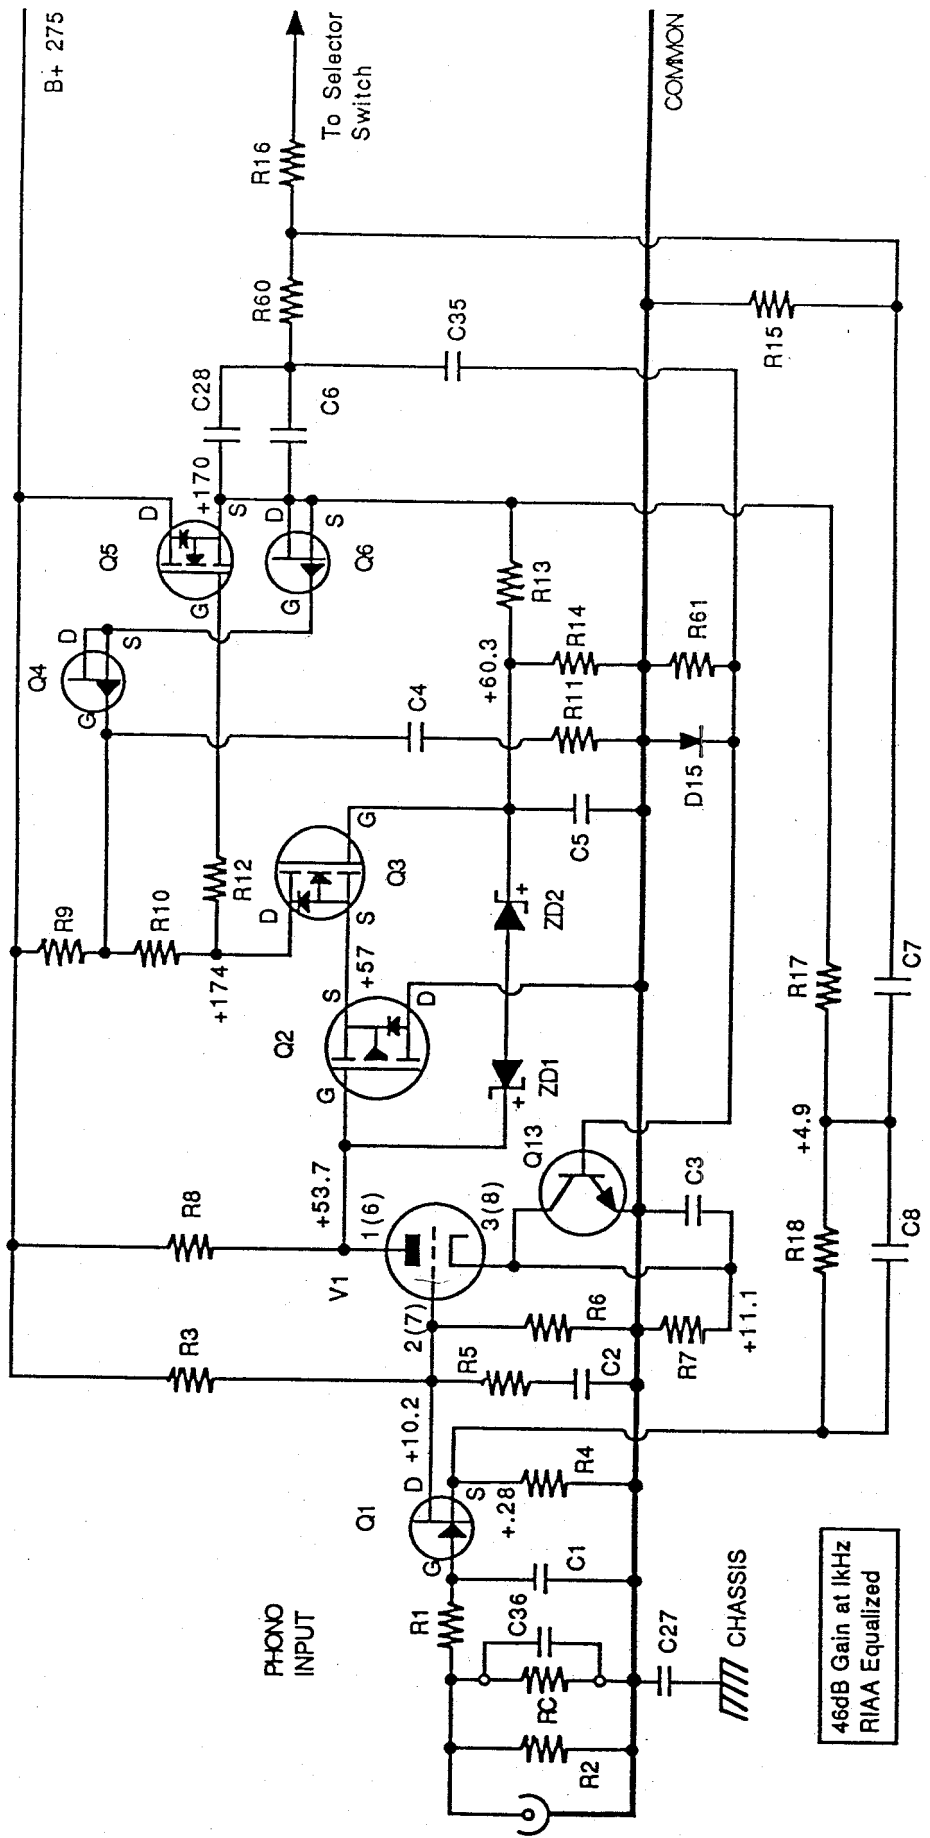 B+ 275
To Selector
Switch
COMMON
R16
R60
C35
R15
C28
C6
+170
D
S
Q5
G
D
S
Q6
G
D
S
Q4
G
R13
R14
R61
+60.3
C4
R11
D15
R9
R10
R12
+174
D
G
Q3
S
C5
+57
S
D
Q2
G
ZD2
+
ZD1
+
R17
C7
+4.9
Q13
R8
+53.7
1(6)
V1
3(8)
C3
R18
C8
2(7)
R6
R7
+11.1
R3
R5
C2
+10.2
D
Q1
S
+.28
G
R4
C1
PHONO
INPUT
R1
C36
RC
R2
C27
CHASSIS
46dB Gain at 1kHz
RIAA Equalized